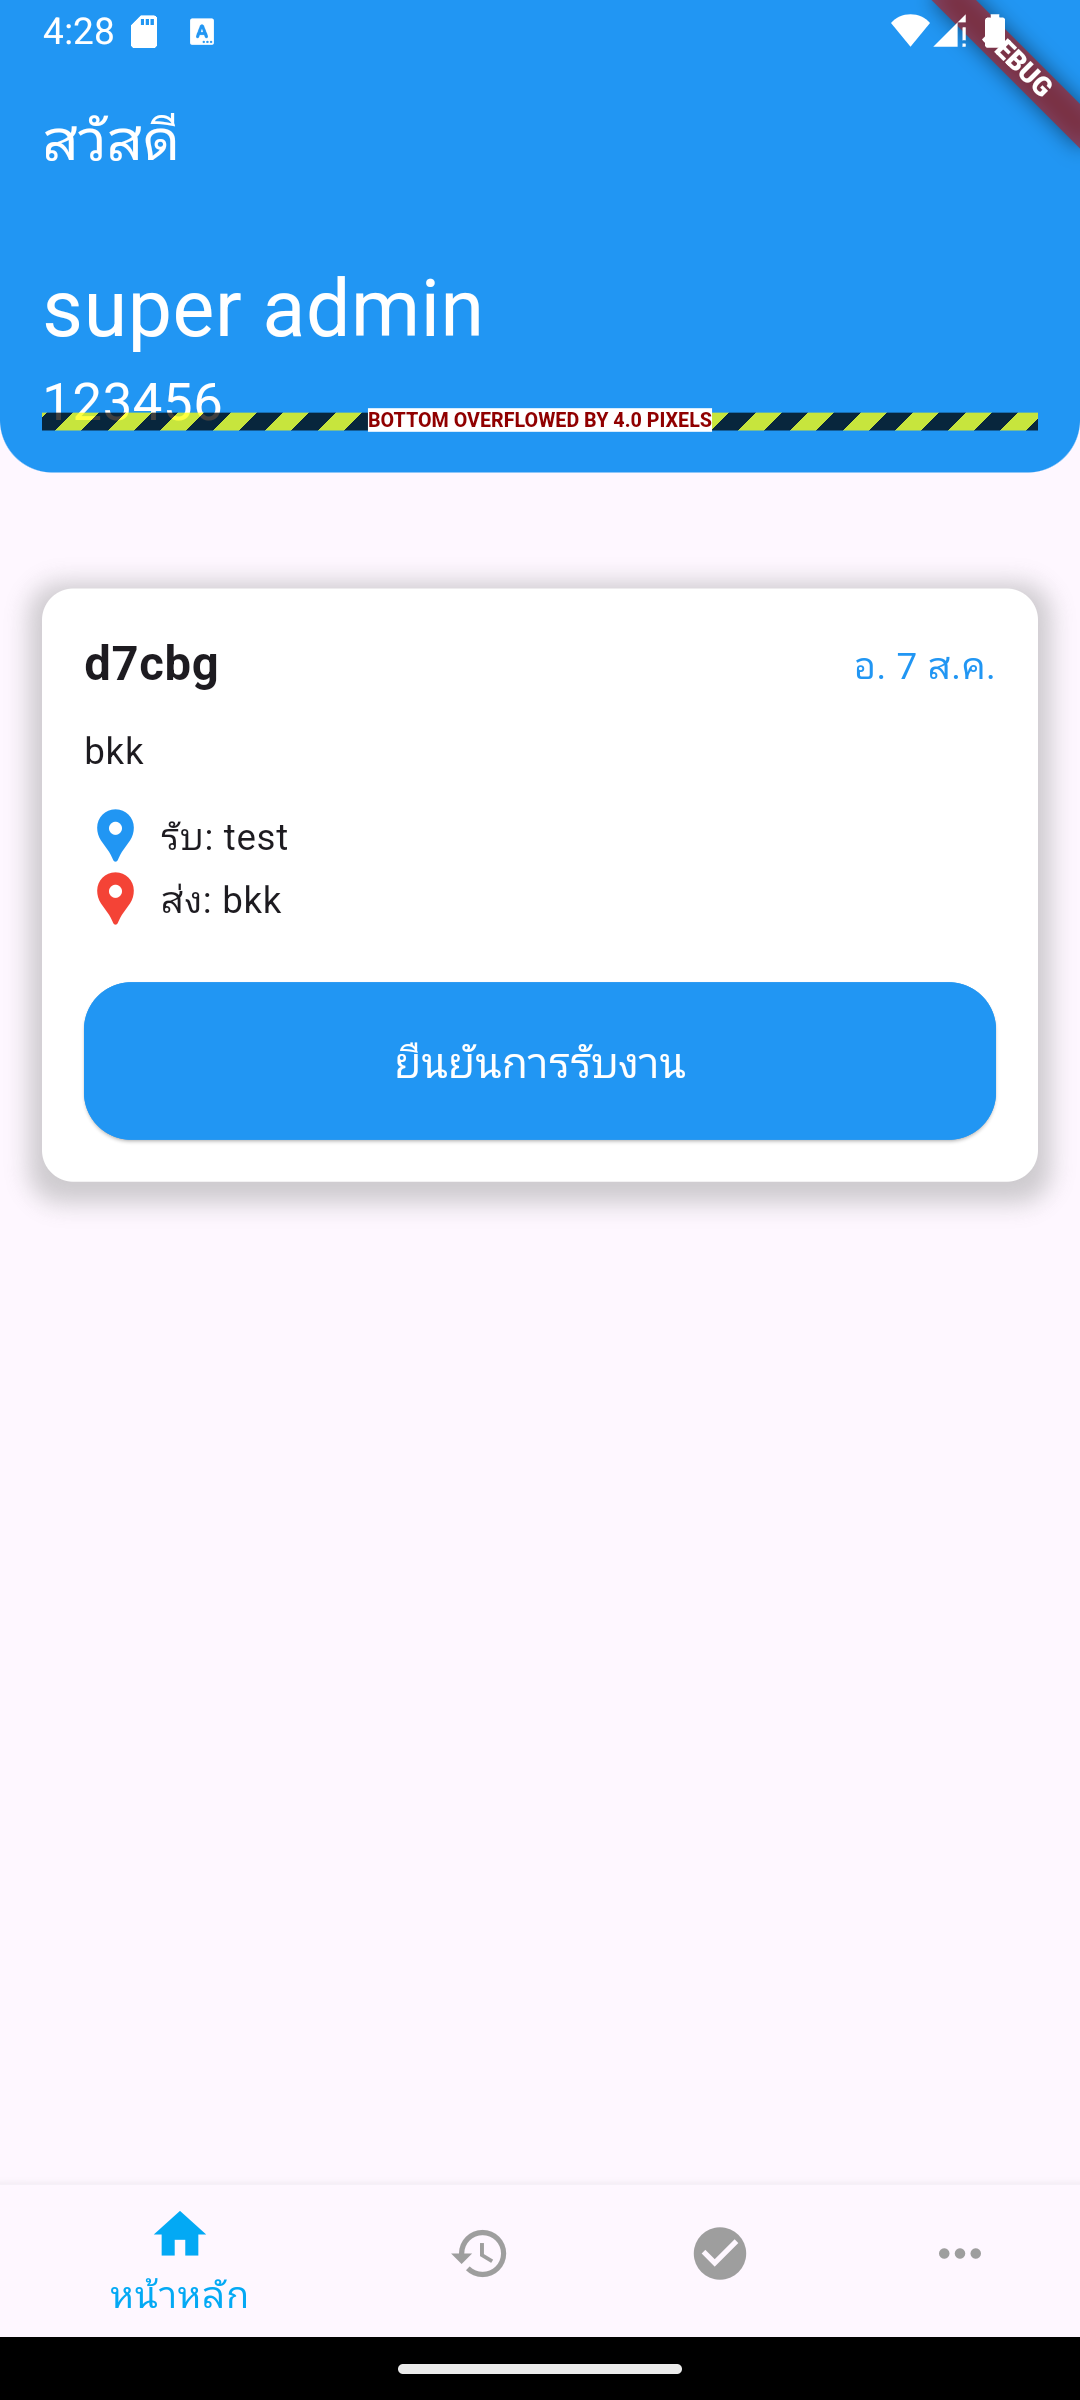 4:28
EBUG
สวัสดี
super admin
123456
BOTTOM OVERFLOWED BY 4.0 PIXELS
d7cbg
อ. 7 ส.ค.
bkk
รับ: test
ส่ง: bkk
ยืนยันการรับงาน
หน้าหลัก